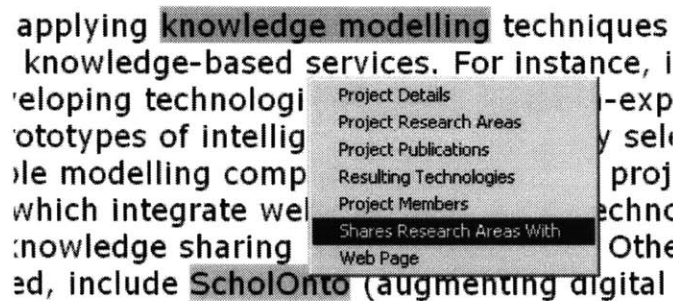 applying knowledge modelling techniques
knowledge-based services. For instance, i
veloping technologi
-exp
ototypes of intellig
y sele
ole modelling comp
proj
which integrate wel
echno
knowledge sharing
Othe
ed, include ScholOnto (augmenting digital
Project Details
Project Research Areas
Project Publications
Resulting Technologies
Project Members
Shares Research Areas With
Web Page